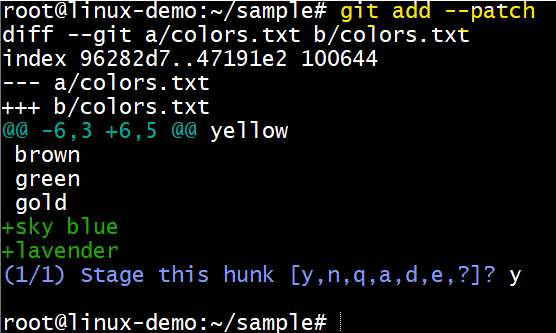 root@linux-demo:~/sample# git add --patch
diff --git a/colors.txt b/colors.txt
index 96282d7..47191e2 100644
--- a/colors.txt
+++ b/colors.txt
@@ -6,3 +6,5 @@ yellow
 brown
 green
 gold
+sky blue
+lavender
(1/1) Stage this hunk [y,n,q,a,d,e,?]? y

root@linux-demo:~/sample#